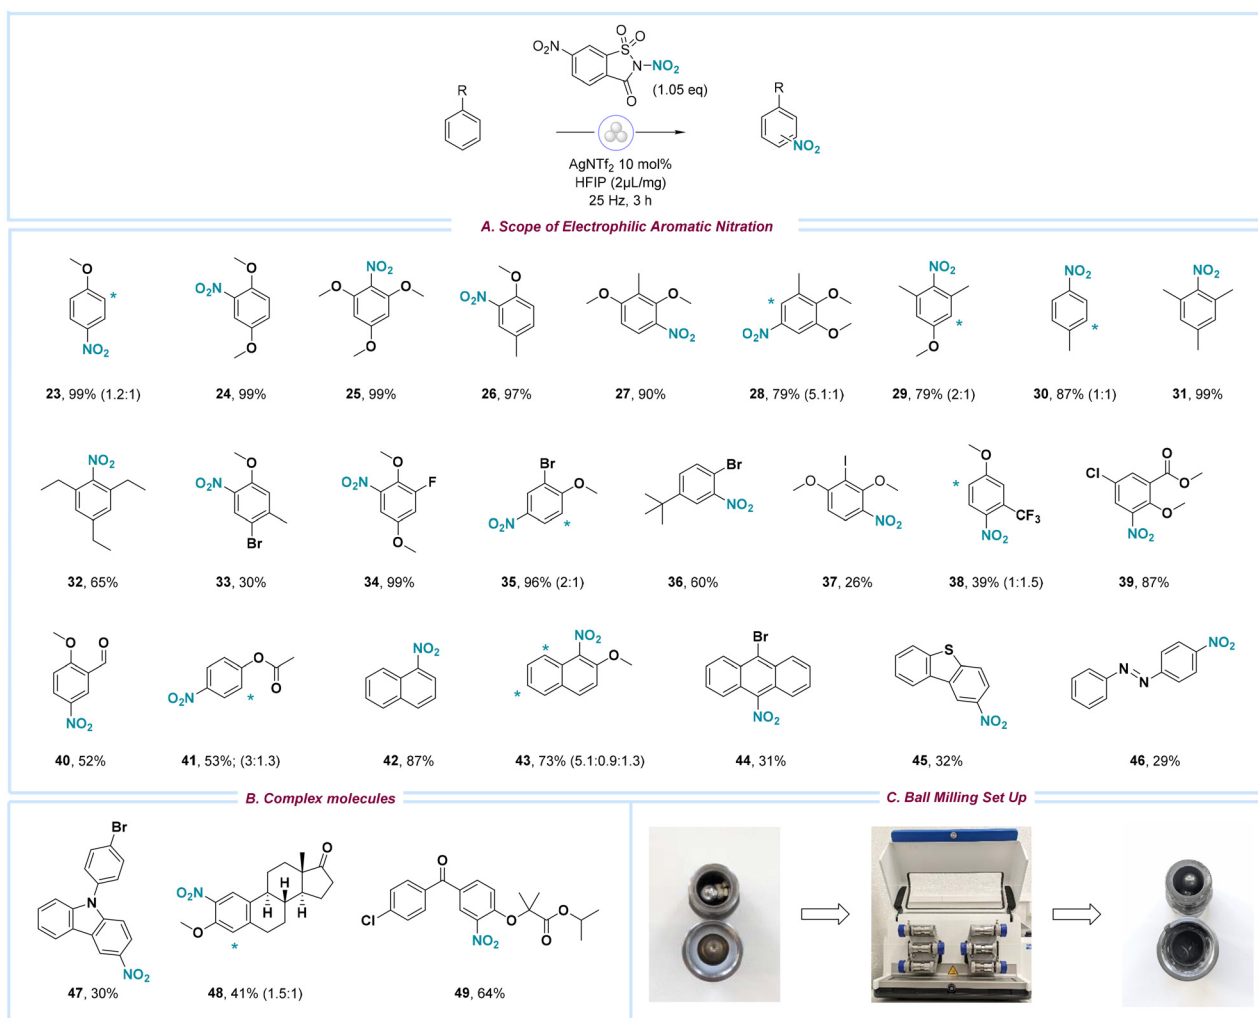 O O
O₂N S
N–NO₂
O
(1.05 eq)
R
R
NO₂
AgNTf₂ 10 mol%
HFIP (2μL/mg)
25 Hz, 3 h
A. Scope of Electrophilic Aromatic Nitration
O * NO₂
O₂N O O
NO₂ O O O
O₂N O
O O NO₂
* O₂N O O
NO₂ * O
NO₂ *
NO₂
23, 99% (1.2:1)
24, 99%
25, 99%
26, 97%
27, 90%
28, 79% (5.1:1)
29, 79% (2:1)
30, 87% (1:1)
31, 99%
NO₂
O₂N O Br
O₂N O F O
Br O O₂N *
Br NO₂
I O O NO₂
O * CF₃ NO₂
Cl O O O NO₂
32, 65%
33, 30%
34, 99%
35, 96% (2:1)
36, 60%
37, 26%
38, 39% (1:1.5)
39, 87%
O O NO₂
O O O₂N *
NO₂
* NO₂ O *
Br NO₂
S NO₂
N N NO₂
40, 52%
41, 53%; (3:1.3)
42, 87%
43, 73% (5.1:0.9:1.3)
44, 31%
45, 32%
46, 29%
B. Complex molecules
Br N NO₂
O₂N O * H H H O
O Cl NO₂ O O O
47, 30%
48, 41% (1.5:1)
49, 64%
C. Ball Milling Set Up